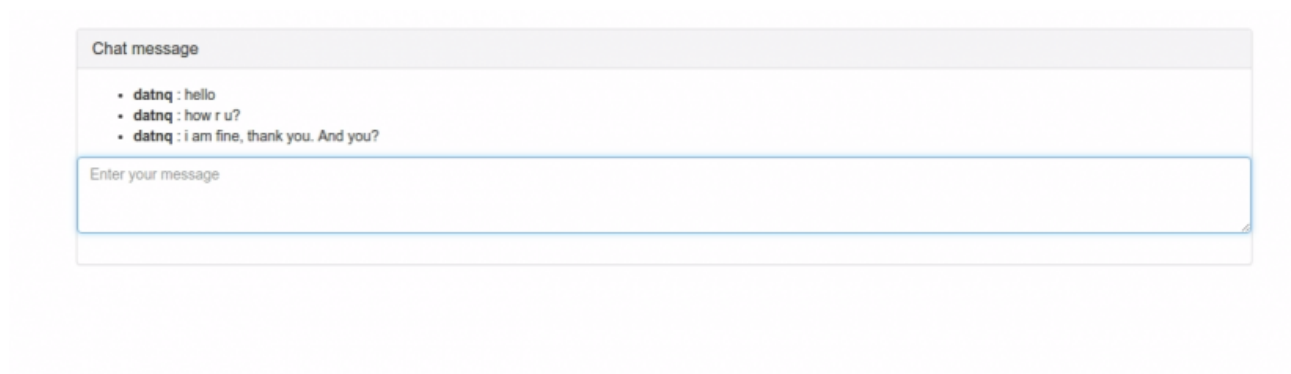 Chat message
datnq : hello
datnq : how r u?
datnq : i am fine, thank you. And you?
Enter your message